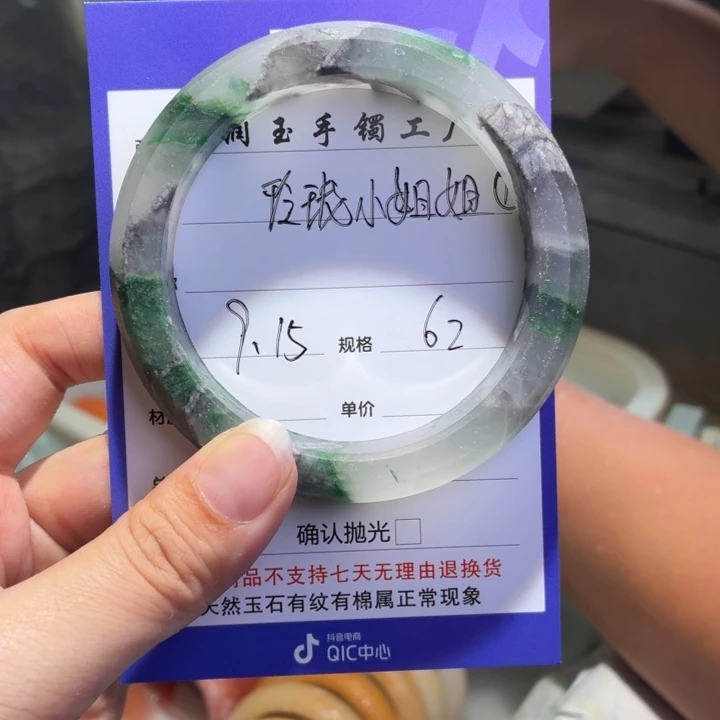 润玉手镯工厂
玲珑小姐姐①
9.15 规格 62
单价
确认抛光□
品不支持七天无理由退换货
天然玉石有纹有棉属正常现象
抖音电商
QIC中心